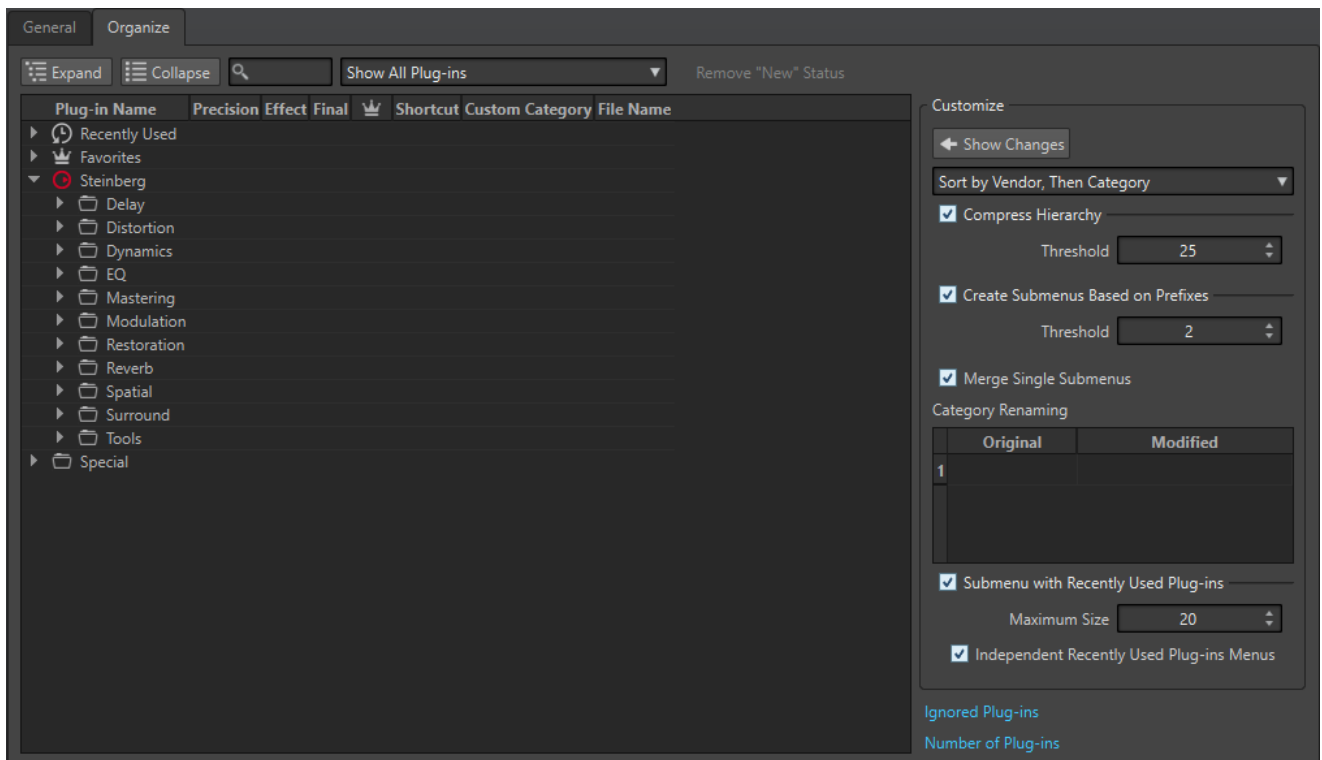 General Organize
Expand Collapse Show All Plug-ins Remove "New" Status
Plug-in Name Precision Effect Final Shortcut Custom Category File Name
Recently Used
Favorites
Steinberg
Delay
Distortion
Dynamics
EQ
Mastering
Modulation
Restoration
Reverb
Spatial
Surround
Tools
Special
Customize
Show Changes
Sort by Vendor, Then Category
Compress Hierarchy
Threshold 25
Create Submenus Based on Prefixes
Threshold 2
Merge Single Submenus
Category Renaming
Original Modified
1
Submenu with Recently Used Plug-ins
Maximum Size 20
Independent Recently Used Plug-ins Menus
Ignored Plug-ins
Number of Plug-ins